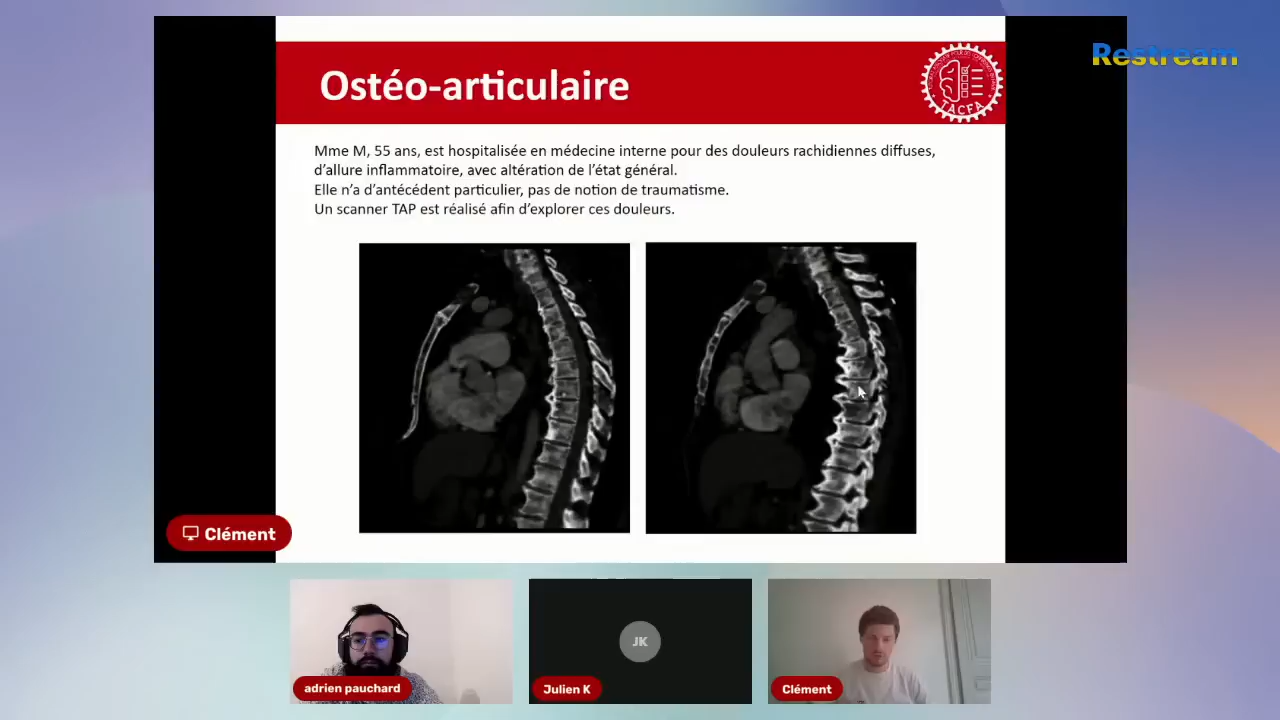 Restream
Ostéo-articulaire
TACFA
Mme M, 55 ans, est hospitalisée en médecine interne pour des douleurs rachidiennes diffuses,
d'allure inflammatoire, avec altération de l'état général.
Elle n'a d'antécédent particulier, pas de notion de traumatisme.
Un scanner TAP est réalisé afin d'explorer ces douleurs.
Clément
JK
adrien pauchard
Julien K
Clément